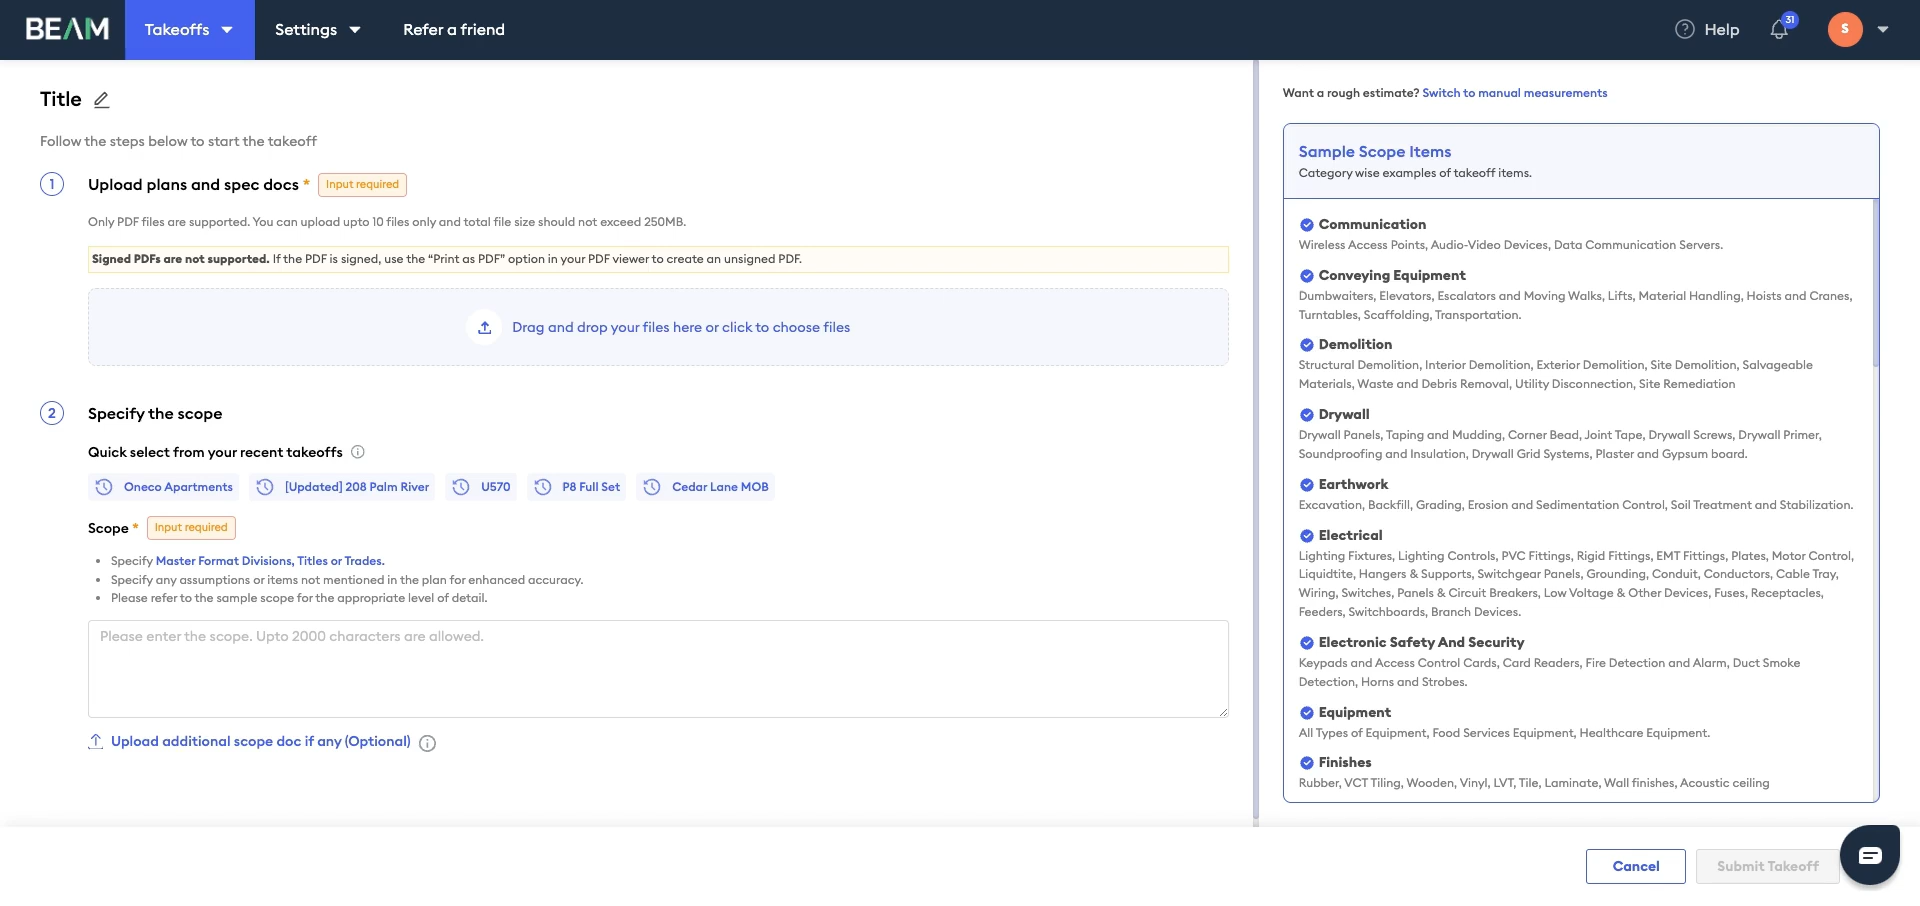 BEAM
Takeoffs
Settings
Refer a friend
Help
31
S
Title
Follow the steps below to start the takeoff
1
Upload plans and spec docs * Input required
Only PDF files are supported. You can upload upto 10 files only and total file size should not exceed 250MB.
Signed PDFs are not supported. If the PDF is signed, use the “Print as PDF” option in your PDF viewer to create an unsigned PDF.
Drag and drop your files here or click to choose files
2
Specify the scope
Quick select from your recent takeoffs
Oneco Apartments
[Updated] 208 Palm River
U570
P8 Full Set
Cedar Lane MOB
Scope * Input required
• Specify Master Format Divisions, Titles or Trades.
• Specify any assumptions or items not mentioned in the plan for enhanced accuracy.
• Please refer to the sample scope for the appropriate level of detail.
Please enter the scope. Upto 2000 characters are allowed.
Upload additional scope doc if any (Optional)
Want a rough estimate? Switch to manual measurements
Sample Scope Items
Category wise examples of takeoff items.
Communication
Wireless Access Points, Audio-Video Devices, Data Communication Servers.
Conveying Equipment
Dumbwaiters, Elevators, Escalators and Moving Walks, Lifts, Material Handling, Hoists and Cranes,
Turntables, Scaffolding, Transportation.
Demolition
Structural Demolition, Interior Demolition, Exterior Demolition, Site Demolition, Salvageable
Materials, Waste and Debris Removal, Utility Disconnection, Site Remediation
Drywall
Drywall Panels, Taping and Mudding, Corner Bead, Joint Tape, Drywall Screws, Drywall Primer,
Soundproofing and Insulation, Drywall Grid Systems, Plaster and Gypsum board.
Earthwork
Excavation, Backfill, Grading, Erosion and Sedimentation Control, Soil Treatment and Stabilization.
Electrical
Lighting Fixtures, Lighting Controls, PVC Fittings, Rigid Fittings, EMT Fittings, Plates, Motor Control,
Liquidtite, Hangers & Supports, Switchgear Panels, Grounding, Conduit, Conductors, Cable Tray,
Wiring, Switches, Panels & Circuit Breakers, Low Voltage & Other Devices, Fuses, Receptacles,
Feeders, Switchboards, Branch Devices.
Electronic Safety And Security
Keypads and Access Control Cards, Card Readers, Fire Detection and Alarm, Duct Smoke
Detection, Horns and Strobes.
Equipment
All Types of Equipment, Food Services Equipment, Healthcare Equipment.
Finishes
Rubber, VCT Tiling, Wooden, Vinyl, LVT, Tile, Laminate, Wall finishes, Acoustic ceiling
Cancel
Submit Takeoff